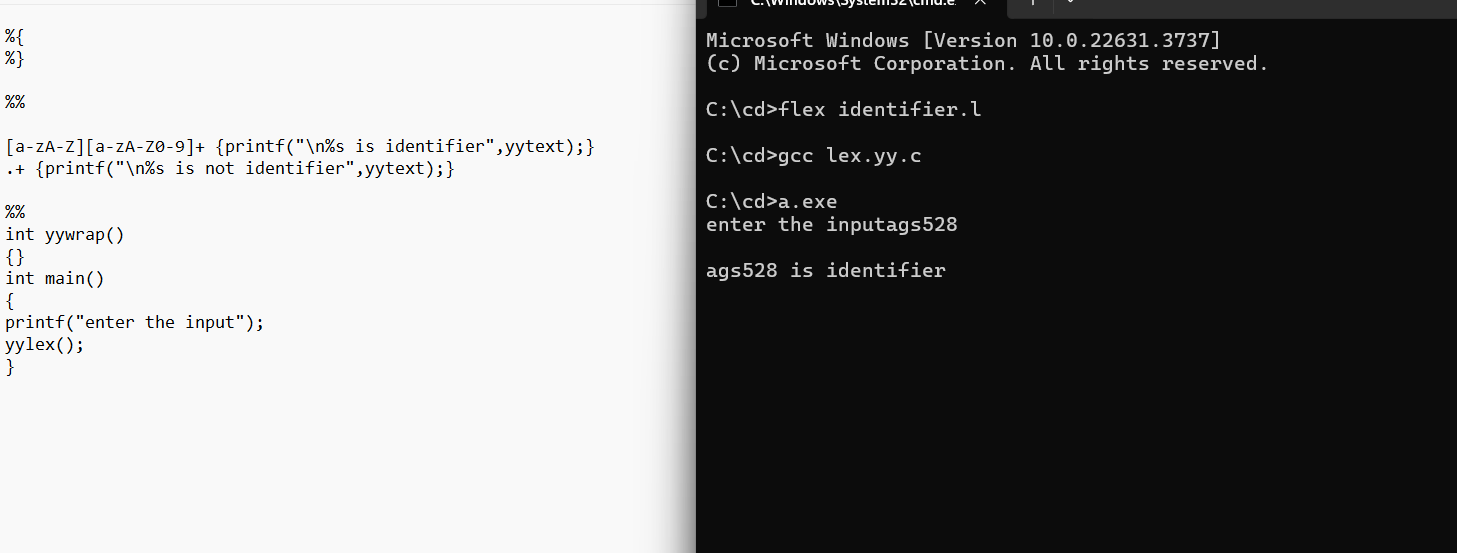 %{
%}
%%
[a-zA-Z][a-zA-Z0-9]+ {printf("\n%s is identifier",yytext);}
.+ {printf("\n%s is not identifier",yytext);}
%%
int yywrap()
{}
int main()
{
printf("enter the input");
yylex();
}
C:\Windows\System32\cmd.e
Microsoft Windows [Version 10.0.22631.3737]
(c) Microsoft Corporation. All rights reserved.
C:\cd>flex identifier.l
C:\cd>gcc lex.yy.c
C:\cd>a.exe
enter the inputags528
ags528 is identifier